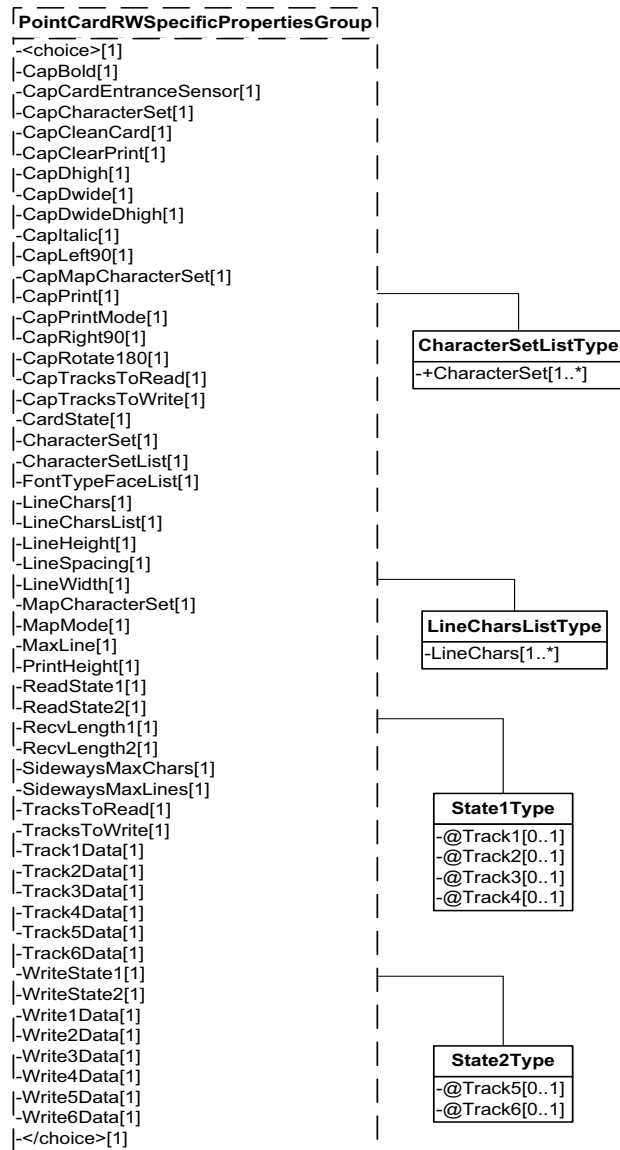 PointCardRWSpecificPropertiesGroup
-<choice>[1]
-CapBold[1]
-CapCardEntranceSensor[1]
-CapCharacterSet[1]
-CapCleanCard[1]
-CapClearPrint[1]
-CapDhigh[1]
-CapDwide[1]
-CapDwideDhigh[1]
-CapItalic[1]
-CapLeft90[1]
-CapMapCharacterSet[1]
-CapPrint[1]
-CapPrintMode[1]
-CapRight90[1]
-CapRotate180[1]
-CapTracksToRead[1]
-CapTracksToWrite[1]
-CardState[1]
-CharacterSet[1]
-CharacterSetList[1]
-FontTypeFaceList[1]
-LineChars[1]
-LineCharsList[1]
-LineHeight[1]
-LineSpacing[1]
-LineWidth[1]
-MapCharacterSet[1]
-MapMode[1]
-MaxLine[1]
-PrintHeight[1]
-ReadState1[1]
-ReadState2[1]
-RecvLength1[1]
-RecvLength2[1]
-SidewaysMaxChars[1]
-SidewaysMaxLines[1]
-TracksToRead[1]
-TracksToWrite[1]
-Track1Data[1]
-Track2Data[1]
-Track3Data[1]
-Track4Data[1]
-Track5Data[1]
-Track6Data[1]
-WriteState1[1]
-WriteState2[1]
-Write1Data[1]
-Write2Data[1]
-Write3Data[1]
-Write4Data[1]
-Write5Data[1]
-Write6Data[1]
-</choice>[1]
CharacterSetListType
-+CharacterSet[1..*]
LineCharsListType
-LineChars[1..*]
State1Type
-@Track1[0..1]
-@Track2[0..1]
-@Track3[0..1]
-@Track4[0..1]
State2Type
-@Track5[0..1]
-@Track6[0..1]